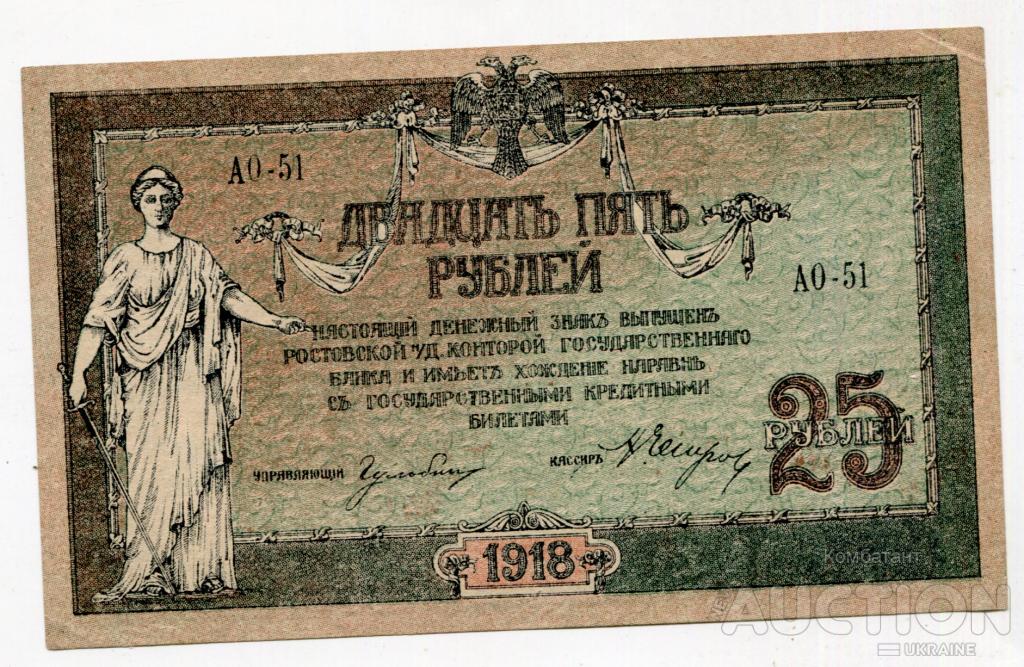 АО-51
ДВАДЦАТЬ ПЯТЬ
РУБЛЕЙ
АО-51
НАСТОЯЩІЙ ДЕНЕЖНЫЙ ЗНАКЪ ВЫПУЩЕНЪ
РОСТОВСКОЙ н/Д. КОНТОРОЙ ГОСУДАРСТВЕННАГО
БАНКА И ИМѢЕТЪ ХОЖДЕНІЕ НАРАВНѢ
СЪ ГОСУДАРСТВЕННЫМИ КРЕДИТНЫМИ
БИЛЕТАМИ
25
РУБЛЕЙ
УПРАВЛЯЮЩІЙ
КАССИРЪ
1918
Комбатант
AUCTION
UKRAINE